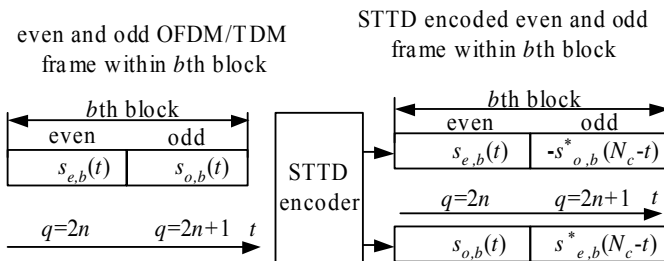 even and odd OFDM/TDM
frame within bth block
bth block
even odd
s_{e,b}(t) s_{o,b}(t)
q=2n q=2n+1 t
STTD
encoder
STTD encoded even and odd
frame within bth block
bth block
even odd
s_{e,b}(t) -s^*_{o,b}(N_c-t)
q=2n q=2n+1 t
s_{o,b}(t) s^*_{e,b}(N_c-t)